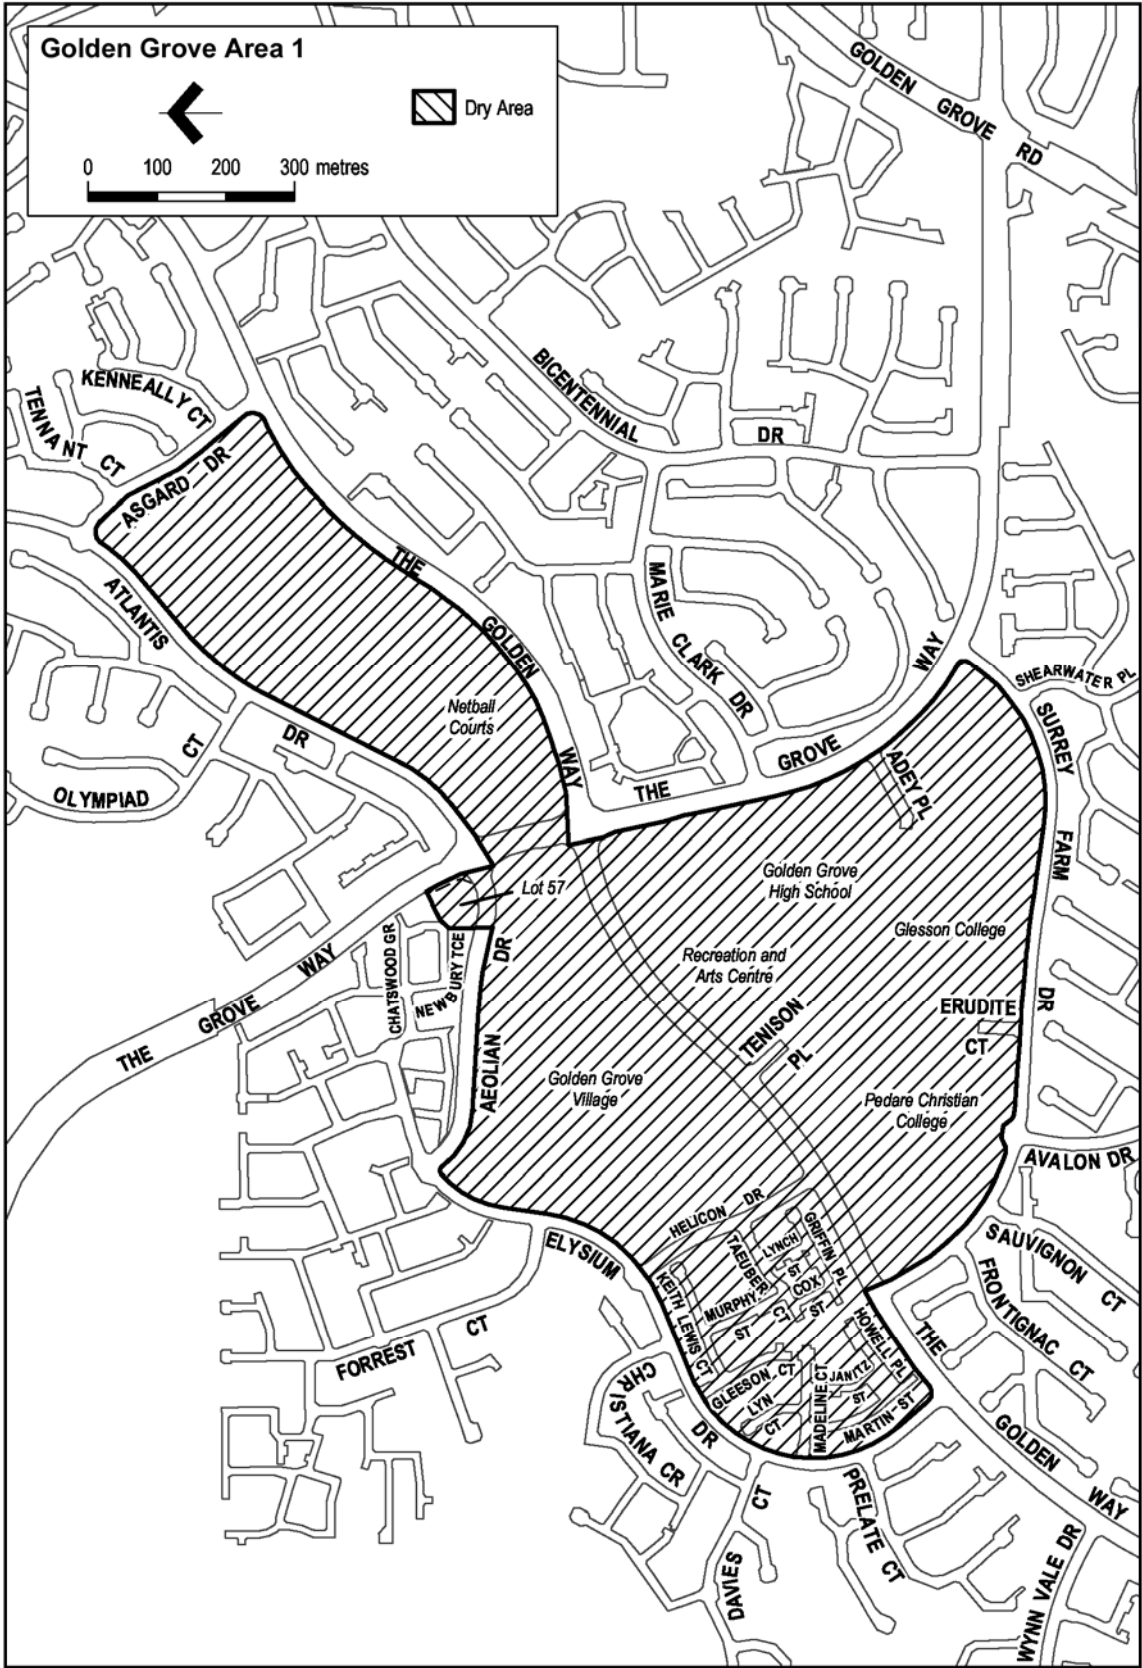 Golden Grove Area 1
Dry Area
0 100 200 300 metres
GOLDEN GROVE RD
KENNEALLY CT
TENNANT CT
ASGARD DR
BICENTENNIAL DR
ATLANTIS DR
THE GOLDEN WAY
MARIE CLARK DR
Netball
Courts
OLYMPIAD CT
THE GROVE WAY
SHEARWATER PL
SURREY FARM DR
ADEY PL
Golden Grove
High School
Lot 57
Glesson College
Recreation and
Arts Centre
THE GROVE WAY
CHATSWOOD GR
NEWBURY TCE
AEOLIAN DR
ERUDITE
CT
TENISON
PL
Golden Grove
Village
Pedare Christian
College
AVALON DR
HELICON DR
GRIFFIN PL
LYNCH
ST
TAEUBER
CT
COX
ST
MURPHY
ST
KEITH LEWIS CT
ELYSIUM DR
SAUVIGNON CT
FRONTIGNAC CT
HOWELL PL
THE GOLDEN WAY
FORREST CT
GLEESON CT
LYN
CT
MADELINE CT
JANITZ
ST
MARTIN ST
CHRISTIANA CR
PRELATE CT
DAVIES CT
WYNN VALE DR